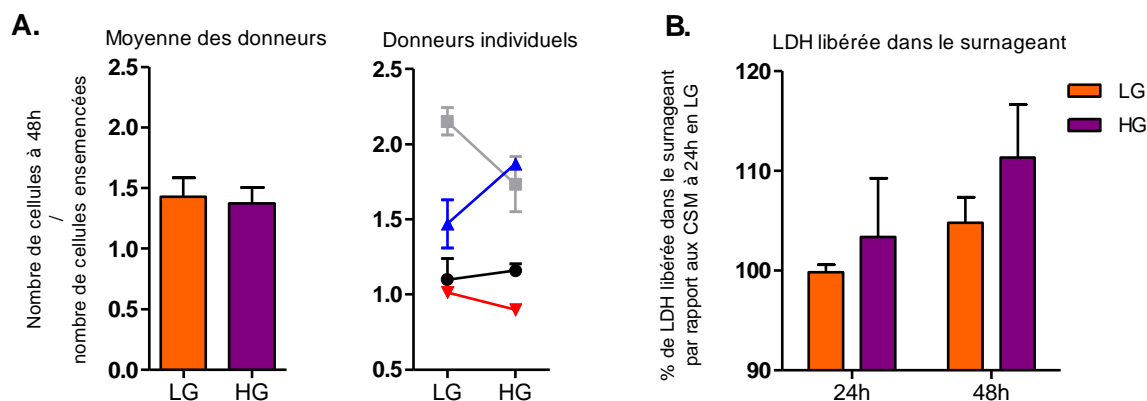 A.
Moyenne des donneurs
Nombre de cellules à 48h
/
nombre de cellules ensemencées
2.5
2.0
1.5
1.0
0.5
0.0
LG
HG
Donneurs individuels
2.5
2.0
1.5
1.0
0.5
LG
HG
B.
LDH libérée dans le surnageant
% de LDH libérée dans le surnageant
par rapport aux CSM à 24h en LG
120
110
100
90
24h
48h
LG
HG